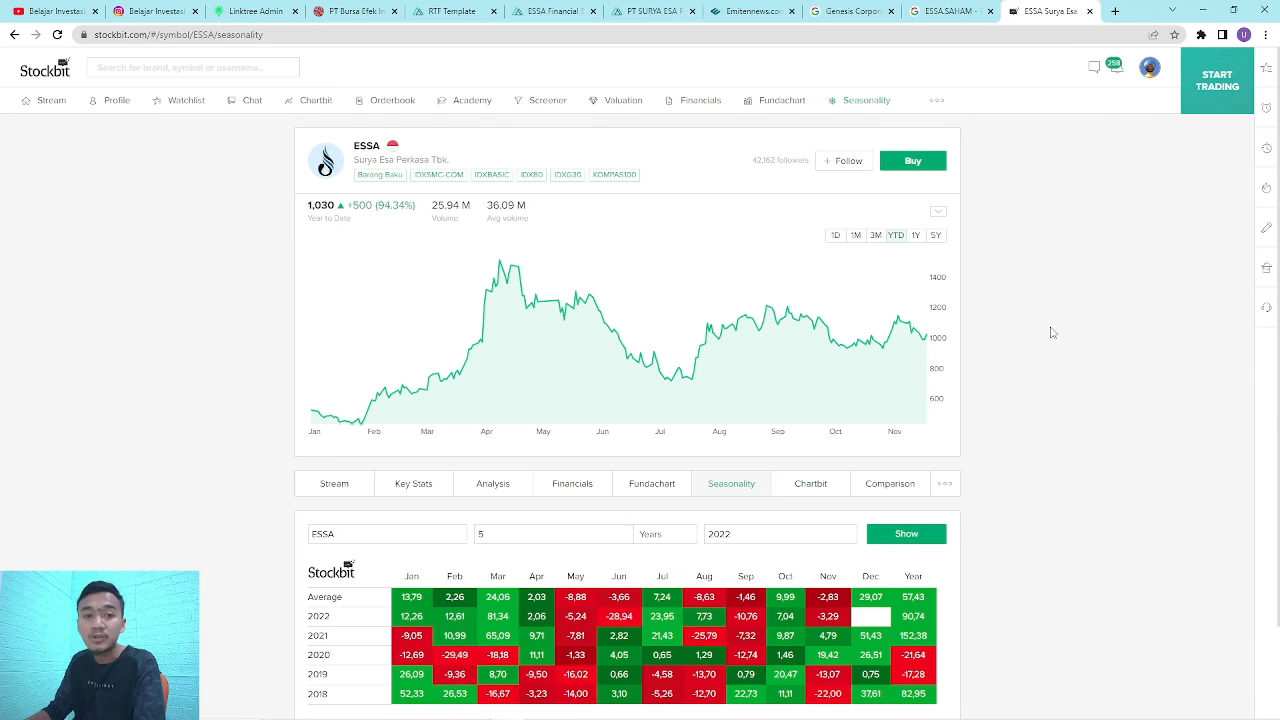 Belajar Investasi
Belajar Investasi
Linktree Admin
PT Bursa Efek In
RTF Template
ESSA Financial S
PT SURYA ESA P
Emitennews.com
Genesis Corpor
ESSA.SAHAM -
ESSA Surya Esa
stockbit.com/#/symbol/ESSA/seasonality
U
Stockbit
Search for brand, symbol or username...
258
START TRADING
Stream Profile Watchlist Chat Chartbit Orderbook Academy Screener Valuation Financials Fundachart Seasonality
ESSA
Surya Esa Perkasa Tbk.
Barang Baku IDXSMC-COM IDXBASIC IDX80 IDXG30 KOMPAS100
42,162 followers
+ Follow
Buy
1,030 ▲ +500 (94.34%) 25.94 M 36.09 M
Year to Date Volume Avg volume
1D 1M 3M YTD 1Y 5Y
1400
1200
1000
800
600
Jan Feb Mar Apr May Jun Jul Aug Sep Oct Nov
Stream Key Stats Analysis Financials Fundachart Seasonality Chartbit Comparison
ESSA 5 Years 2022 Show
Stockbit
Jan Feb Mar Apr May Jun Jul Aug Sep Oct Nov Dec Year
Average 13,79 2,26 24,06 2,03 -8,88 -3,66 7,24 -8,63 -1,46 9,99 -2,83 29,07 57,43
2022 12,26 12,61 81,34 2,06 -5,24 -28,94 23,95 7,73 -10,76 7,04 -3,29 90,74
2021 -9,05 10,99 65,09 9,71 -7,81 2,82 21,43 -25,79 -7,32 9,87 4,79 51,43 152,38
2020 -12,69 -29,49 -18,18 11,11 -1,33 4,05 0,65 1,29 -12,74 1,46 19,42 26,51 -21,64
2019 26,09 -9,36 8,70 -9,50 -16,02 0,66 -4,58 -13,70 0,79 20,47 -13,07 0,75 -17,28
2018 52,33 26,53 -16,67 -3,23 -14,00 3,10 -5,26 -12,70 22,73 11,11 -22,00 37,61 82,95